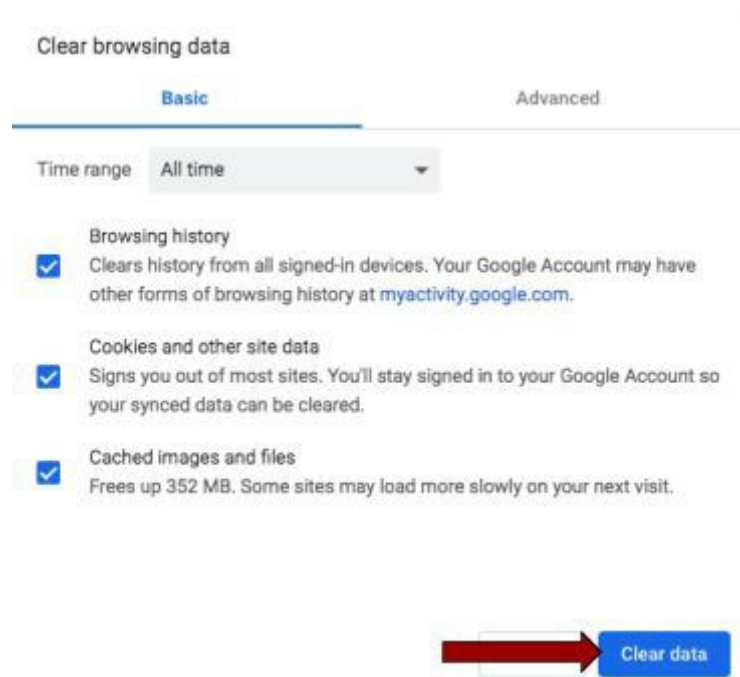 Clear browsing data
Basic
Advanced
Time range
All time
Browsing history
Clears history from all signed-in devices. Your Google Account may have
other forms of browsing history at myactivity.google.com.
Cookies and other site data
Signs you out of most sites. You'll stay signed in to your Google Account so
your synced data can be cleared.
Cached images and files
Frees up 352 MB. Some sites may load more slowly on your next visit.
Clear data